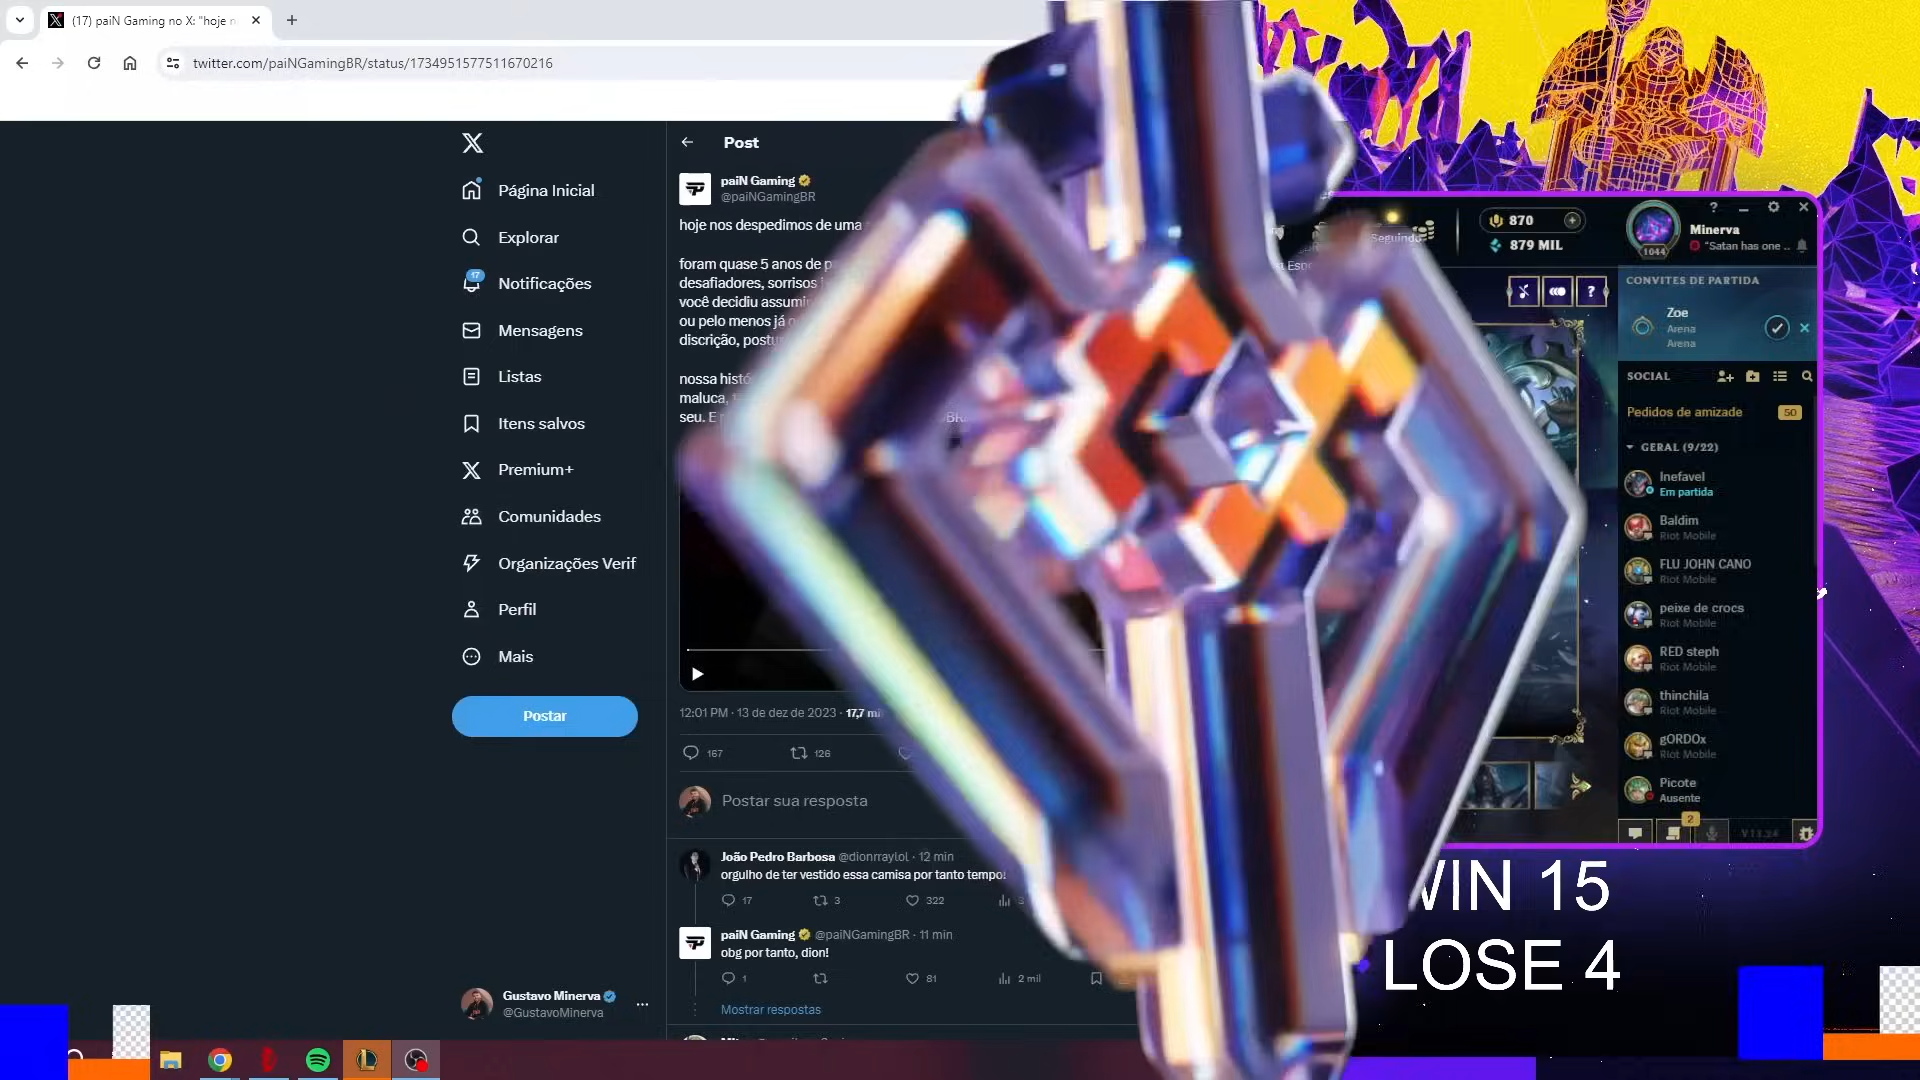 (17) paiN Gaming no X: "hoje n
twitter.com/paiNGamingBR/status/1734951577511670216
Página Inicial
Explorar
17
Notificações
Mensagens
Listas
Itens salvos
Premium+
Comunidades
Organizações Verif
Perfil
Mais
Postar
Gustavo Minerva
@GustavoMinerva
Post
paiN Gaming
@paiNGamingBR
hoje nos despedimos de uma
foram quase 5 anos de
desafiadores, sorrisos
você decidiu
ou pelo menos já
discrição,
nossa
maluca,
seu. E
12:01 PM · 13 de dez de 2023 · 17,7
167
126
Postar sua resposta
João Pedro Barbosa @dionrraylol · 12 min
orgulho de ter vestido essa camisa por tanto tempo!
17
3
322
paiN Gaming @paiNGamingBR · 11 min
obg por tanto, dion!
1
81
2 mil
Mostrar respostas
Seguindo
870
879 MIL
1044
Minerva
"Satan has one ..
CONVITES DE PARTIDA
Zoe
Arena
Arena
SOCIAL
Pedidos de amizade
50
GERAL (9/22)
Inefavel
Em partida
Baldim
Riot Mobile
FLU JOHN CANO
Riot Mobile
peixe de crocs
Riot Mobile
RED steph
Riot Mobile
thinchila
Riot Mobile
gORDOx
Riot Mobile
Picote
Ausente
2
V13.24
WIN 15
LOSE 4